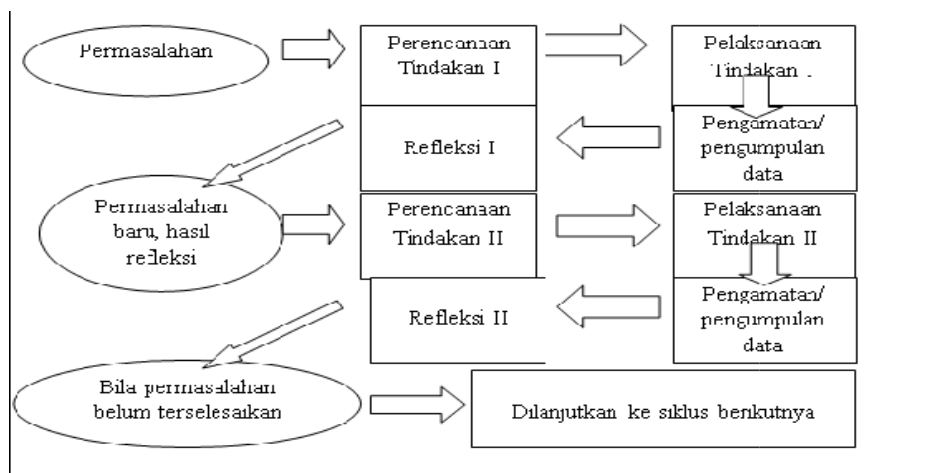 Permasalahan
Perencanaan
Tindakan I
Pelaksanaan
Tindakan I
Refleksi I
Pengamatan/
pengumpulan
data
Permasalahan
baru, hasil
refleksi
Perencanaan
Tindakan II
Pelaksanaan
Tindakan II
Refleksi II
Pengamatan/
pengumpulan
data
Bila permasalahan
belum terselesaikan
Dilanjutkan ke siklus berikutnya